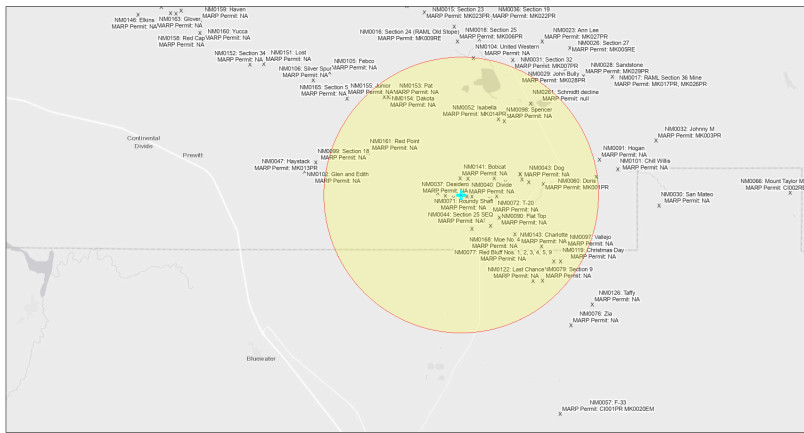 NM0159: Haven
MARP Permit: NA
NM0146: Elkins
MARP Permit: NA
NM0163: Glover,
MARP Permit: NA
NM0160: Yucca
MARP Permit: NA
NM0158: Red Cap
MARP Permit: NA
NM0152: Section 34
MARP Permit: NA
NM0151: Lost
MARP Permit: NA
NM0106: Silver Spur
MARP Permit: NA
NM0105: Febco
MARP Permit: NA
NM0165: Section 5
MARP Permit: NA
NM0155: Junior
MARP Permit: NA
NM0153: Pat
MARP Permit: NA
NM0154: Dakota
MARP Permit: NA
NM0015: Section 23
MARP Permit: MK023PR
NM0036: Section 19
MARP Permit: MK022PR
NM0016: Section 24 (RAML Old Stope)
MARP Permit: MK009RE
NM0018: Section 25
MARP Permit: MK006PR
NM0104: United Western
MARP Permit: NA
NM0023: Ann Lee
MARP Permit: MK027PR
NM0026: Section 27
MARP Permit: MK005RE
NM0031: Section 32
MARP Permit: MK007PR
NM0029: John Bully
MARP Permit: MK028PR
NM0028: Sandstone
MARP Permit: MK029PR
NM0017: RAML Section 36 Mine
MARP Permit: MK017PR, MK026PR
NM0261: Schmidt decline
MARP Permit: null
NM0052: Isabella
MARP Permit: MK014PR
NM0098: Spencer
MARP Permit: NA
NM0032: Johnny M
MARP Permit: MK003PR
NM0091: Hogan
MARP Permit: NA
NM0101: Chill Wills
MARP Permit: NA
NM0086: Mount Taylor M
MARP Permit: CI002RE
NM0030: San Mateo
MARP Permit: NA
Continental
Divide
Prewitt
NM0161: Red Point
MARP Permit: NA
NM0099: Section 18
MARP Permit: NA
NM0047: Haystack
MARP Permit: MK013PR
NM0102: Glen and Edith
MARP Permit: NA
NM0141: Bobcat
MARP Permit: NA
NM0043: Dog
MARP Permit: NA
NM0060: Doris
MARP Permit: MK001PR
NM0037: Desidero
MARP Permit: NA
NM0040: Divide
MARP Permit: NA
NM0071: Roundy Shaft
MARP Permit: NA
NM0072: T-20
MARP Permit: NA
NM0044: Section 25 SEQ
MARP Permit: NA
NM0090: Flat Top
MARP Permit: NA
NM0143: Charlotte
MARP Permit: NA
NM0097: Vallejo
MARP Permit: NA
NM0168: Moe No. 4
MARP Permit: NA
NM0077: Red Bluff Nos. 1, 2, 3, 4, 5, 9
MARP Permit: NA
NM0119: Christmas Day
MARP Permit: NA
NM0122: Last Chance
MARP Permit: NA
NM0079: Section 9
MARP Permit: NA
NM0126: Taffy
MARP Permit: NA
NM0076: Zia
MARP Permit: NA
Bluewater
NM0057: F-33
MARP Permit: CI001PR MK0020EM